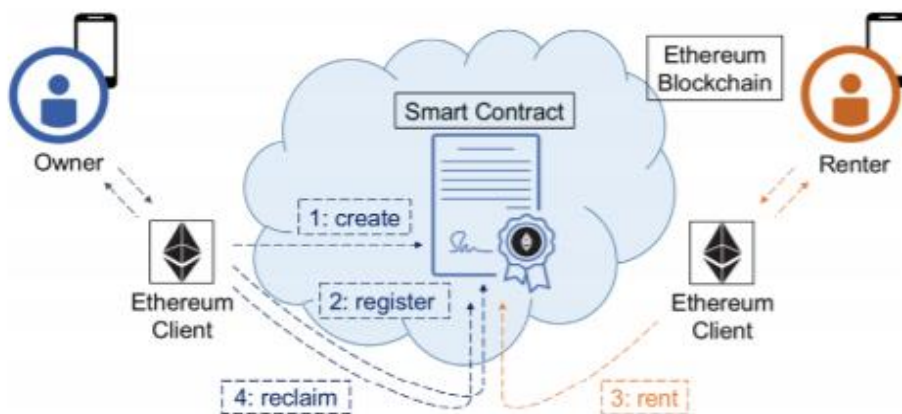 Ethereum
Blockchain
Smart Contract
Owner
Renter
1: create
2: register
Ethereum
Client
Ethereum
Client
4: reclaim
3: rent